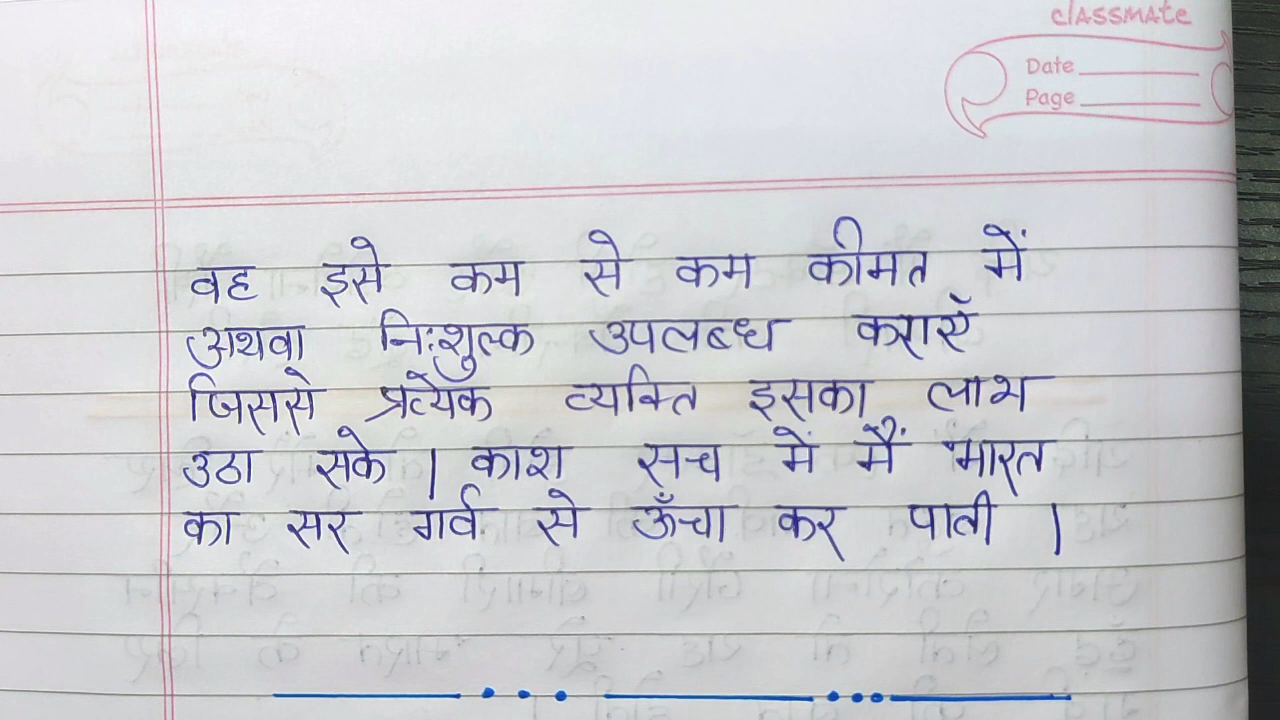 classmate
Date
Page
वह इसे कम से कम कीमत में
अथवा निःशुल्क उपलब्ध कराएँ
जिससे प्रत्येक व्यक्ति इसका लाभ
उठा सके । काश सच में मैं भारत
का सर गर्व से ऊँचा कर पाती ।